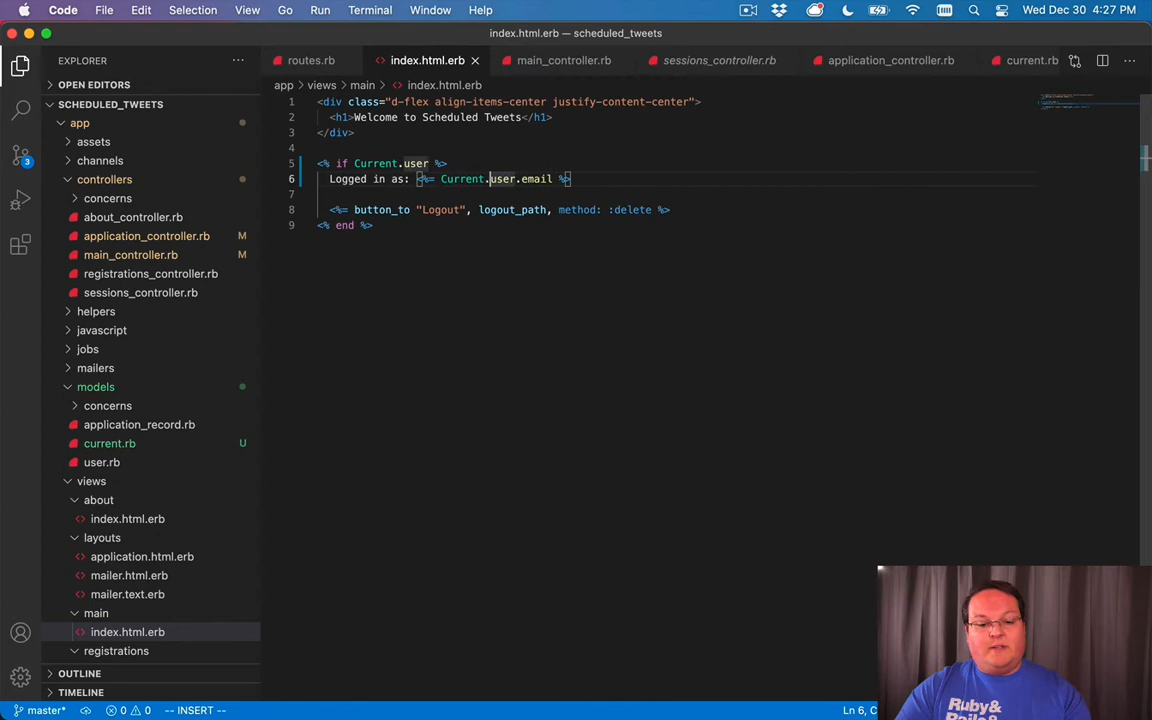 Code File Edit Selection View Go Run Terminal Window Help Wed Dec 30 4:27 PM
index.html.erb — scheduled_tweets
EXPLORER
routes.rb index.html.erb main_controller.rb sessions_controller.rb application_controller.rb current.rb
OPEN EDITORS
app > views > main > index.html.erb
SCHEDULED_TWEETS
app
assets
channels
controllers
concerns
about_controller.rb
application_controller.rb M
main_controller.rb M
registrations_controller.rb
sessions_controller.rb
helpers
javascript
jobs
mailers
models
concerns
application_record.rb
current.rb U
user.rb
views
about
index.html.erb
layouts
application.html.erb
mailer.html.erb
mailer.text.erb
main
index.html.erb
registrations
OUTLINE
TIMELINE
3
1 <div class="d-flex align-items-center justify-content-center">
2 <h1>Welcome to Scheduled Tweets</h1>
3 </div>
4
5 <% if Current.user %>
6 Logged in as: <%= Current.user.email %>
7
8 <%= button_to "Logout", logout_path, method: :delete %>
9 <% end %>
master* 0 0 -- INSERT -- Ln 6,
Ruby&
Rails